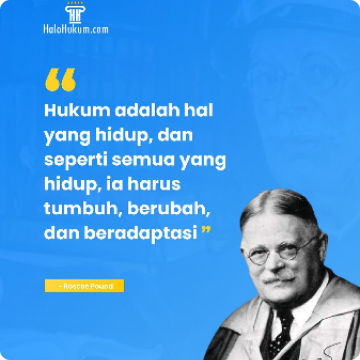 HaloHukum.com
“
Hukum adalah hal
yang hidup, dan
seperti semua yang
hidup, ia harus
tumbuh, berubah,
dan beradaptasi ”
- Roscoe Pound